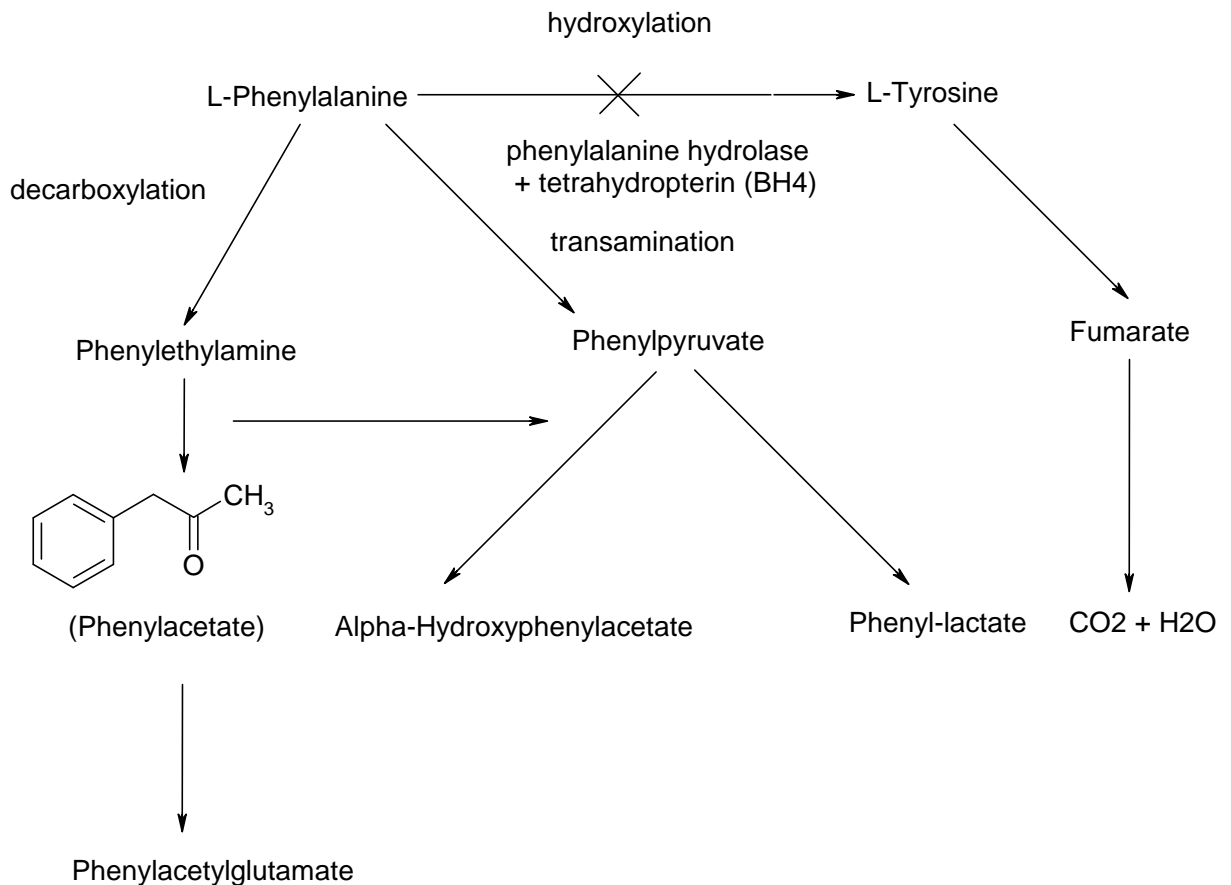 hydroxylation
L-Phenylalanine
L-Tyrosine
phenylalanine hydrolase
+ tetrahydropterin (BH4)
decarboxylation
transamination
Phenylethylamine
Phenylpyruvate
Fumarate
CH3
O
(Phenylacetate)
Alpha-Hydroxyphenylacetate
Phenyl-lactate
CO2 + H2O
Phenylacetylglutamate